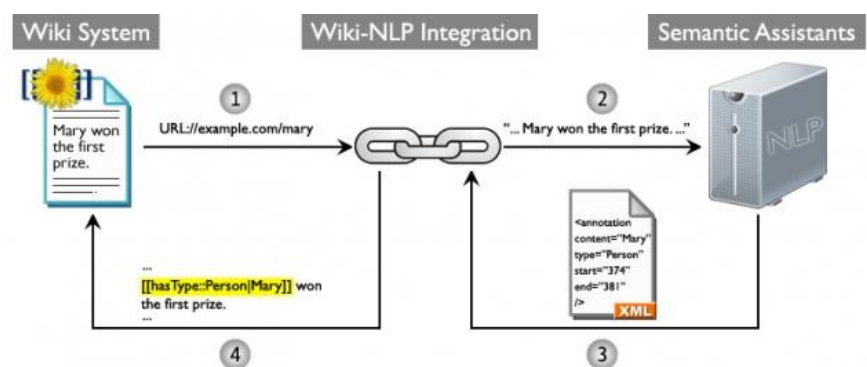 Wiki System
Wiki-NLP Integration
Semantic Assistants
[[ ]]
Mary won
the first
prize.
1
URL://example.com/mary
2
"... Mary won the first prize. ..."
NLP
<annotation
content="Mary"
type="Person"
start="374"
end="381"
/>
XML
...
[[hasType::Person|Mary]] won
the first prize.
...
4
3